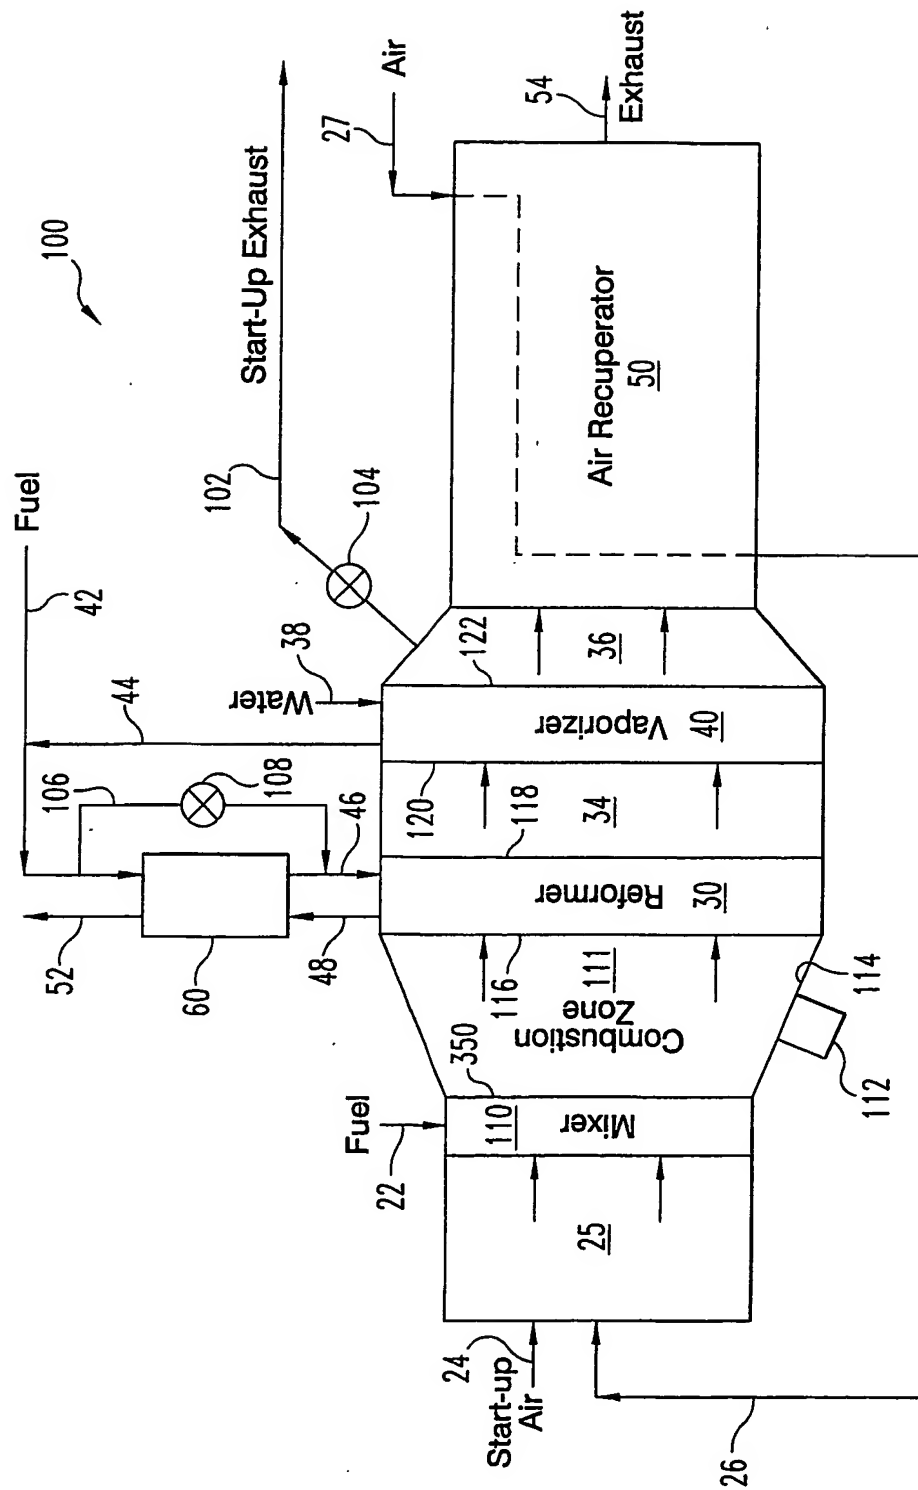 100
Start-Up Exhaust
102
104
Air
27
54
Exhaust
Fuel
42
44
106
108
46
48
52
60
Water
38
122
36
Air Recuperator
50
Vaporizer
40
120
118
34
Reformer
30
116
111
Combustion
Zone
114
112
350
Fuel
22
110
Mixer
25
24
Start-up
Air
26